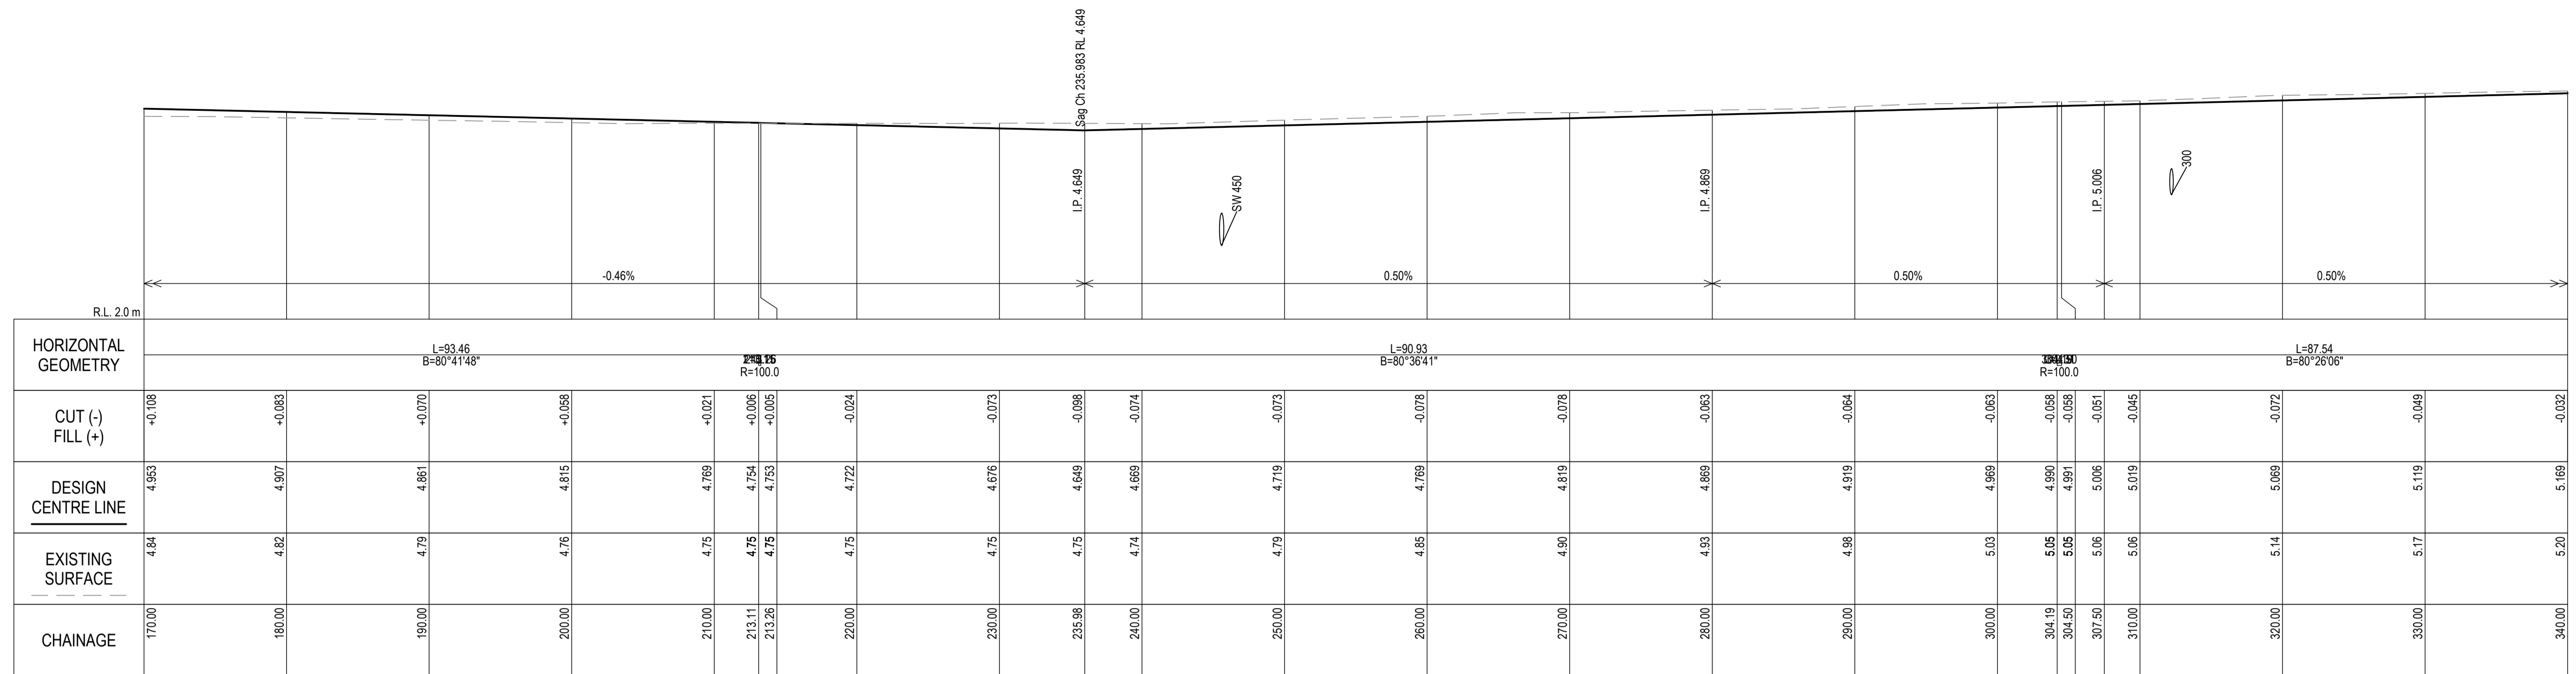 Sag Ch 235.983 RL 4.649
I.P. 4.649
I.P. 4.869
I.P. 5.006
SW 450
300
-0.46%
0.50%
0.50%
0.50%
R.L. 2.0 m
HORIZONTAL
GEOMETRY
L=93.46
B=80°41'48"
R=100.0
L=90.93
B=80°36'41"
R=100.0
L=87.54
B=80°26'06"
CUT (-)
FILL (+)
+0.108 +0.083 +0.070 +0.058 +0.021 +0.006 +0.005 -0.024 -0.073 -0.098 -0.074 -0.073 -0.078 -0.078 -0.063 -0.064 -0.063 -0.058 -0.058 -0.051 -0.045 -0.072 -0.049 -0.032
DESIGN
CENTRE LINE
4.953 4.907 4.861 4.815 4.769 4.754 4.753 4.722 4.676 4.649 4.669 4.719 4.769 4.819 4.869 4.919 4.969 4.990 4.991 5.006 5.019 5.069 5.119 5.169
EXISTING
SURFACE
4.84 4.82 4.79 4.76 4.75 4.75 4.75 4.75 4.75 4.75 4.74 4.79 4.85 4.90 4.93 4.98 5.03 5.05 5.05 5.06 5.06 5.14 5.17 5.20
CHAINAGE
170.00 180.00 190.00 200.00 210.00 213.11 213.26 220.00 230.00 235.98 240.00 250.00 260.00 270.00 280.00 290.00 300.00 304.19 304.50 307.50 310.00 320.00 330.00 340.00